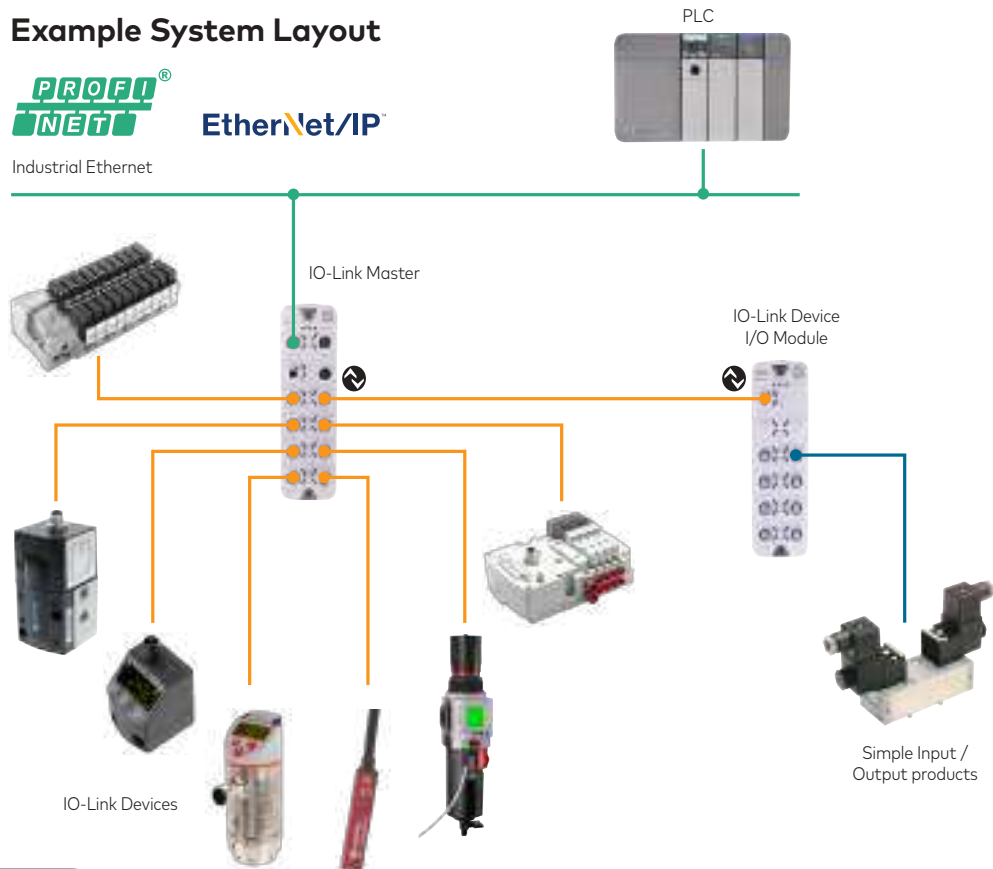 Example System Layout
PLC
PROFI®
NET
EtherNet/IP™
Industrial Ethernet
IO-Link Master
IO-Link Device
I/O Module
Simple Input /
Output products
IO-Link Devices